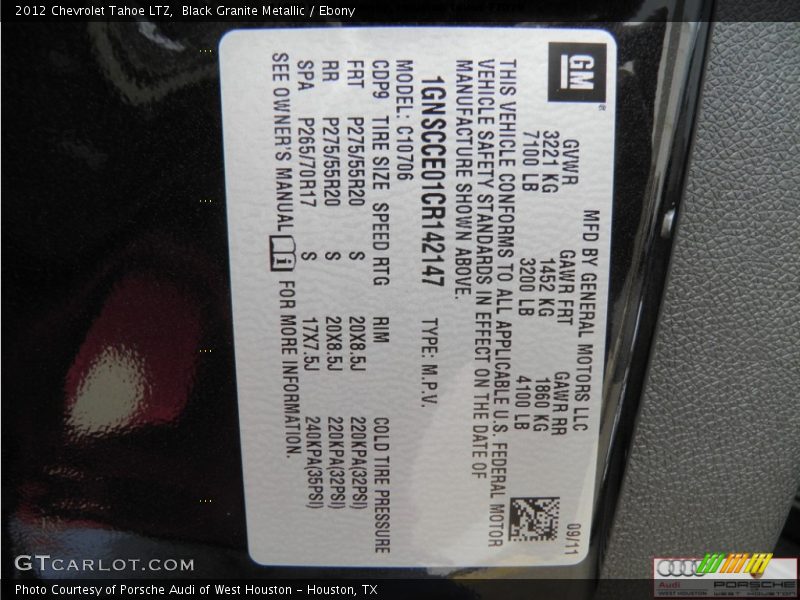 2012 Chevrolet Tahoe LTZ,  Black Granite Metallic / Ebony
GM
MFD BY GENERAL MOTORS LLC 09/11
GVWR GAWR FRT GAWR RR
3221 KG 1452 KG 1860 KG
7100 LB 3200 LB 4100 LB
THIS VEHICLE CONFORMS TO ALL APPLICABLE U.S. FEDERAL MOTOR
VEHICLE SAFETY STANDARDS IN EFFECT ON THE DATE OF
MANUFACTURE SHOWN ABOVE.
1GNSCCE01CR142147 TYPE: M.P.V.
MODEL: C10706
CDP9 TIRE SIZE SPEED RTG RIM COLD TIRE PRESSURE
FRT P275/55R20 S 20X8.5J 220KPA(32PSI)
RR P275/55R20 S 20X8.5J 220KPA(32PSI)
SPA P265/70R17 S 17X7.5J 240KPA(35PSI)
SEE OWNER'S MANUAL i FOR MORE INFORMATION.
GTCARLOT.COM
Audi PORSCHE
WEST HOUSTON WEST HOUSTON
Photo Courtesy of Porsche Audi of West Houston - Houston, TX